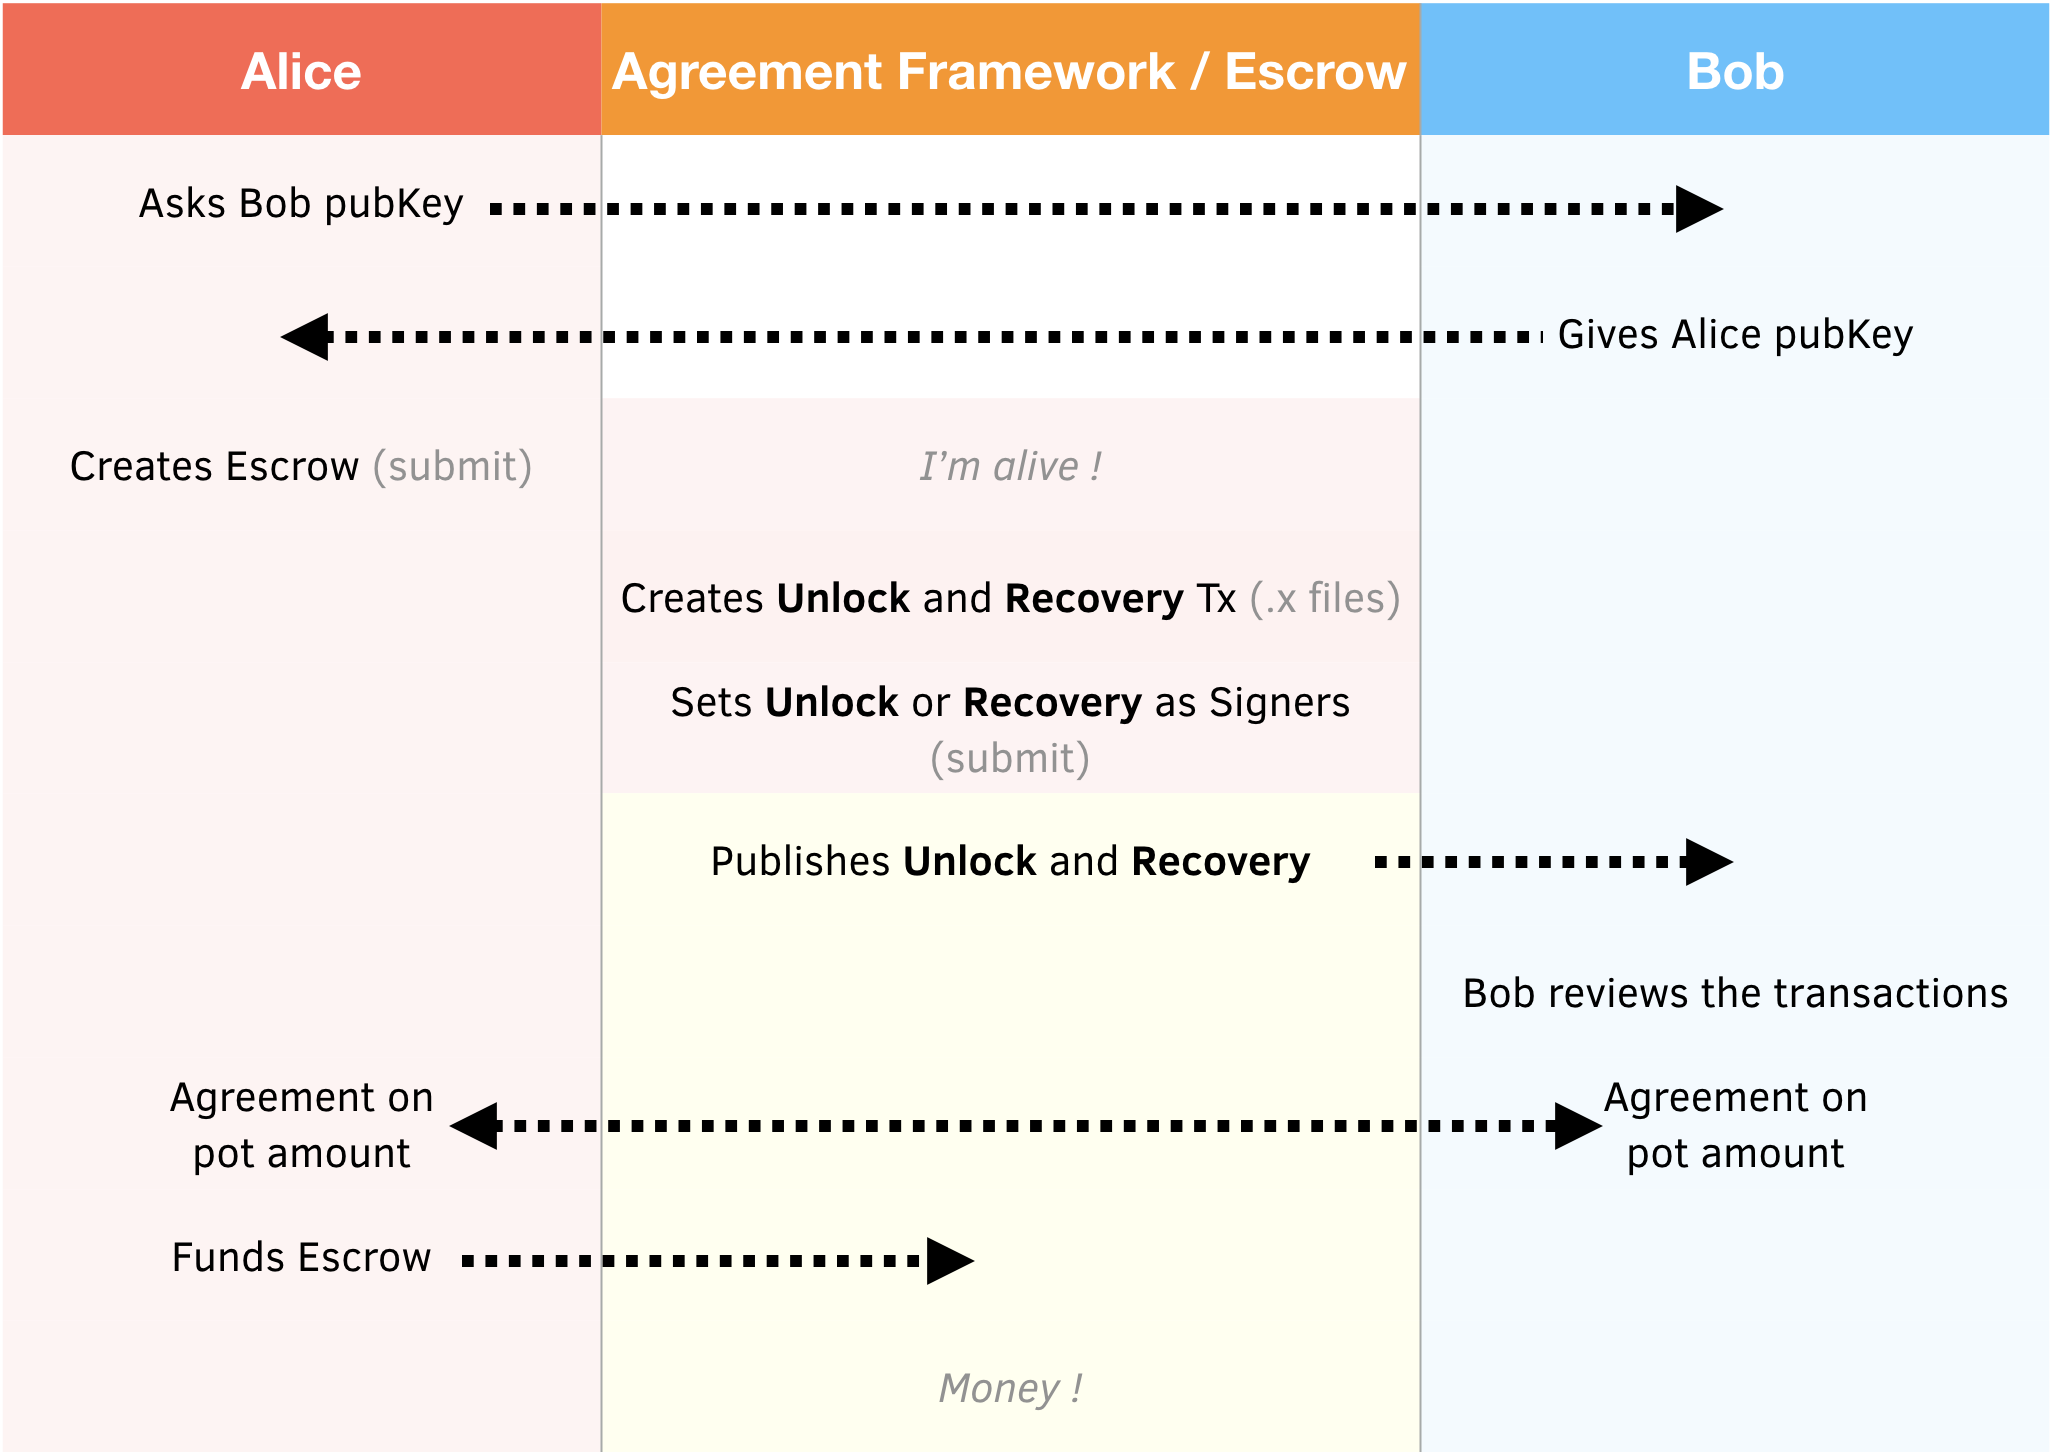 Alice
Agreement Framework / Escrow
Bob
Asks Bob pubKey
Gives Alice pubKey
Creates Escrow (submit)
I'm alive !
Creates Unlock and Recovery Tx (.x files)
Sets Unlock or Recovery as Signers
(submit)
Publishes Unlock and Recovery
Bob reviews the transactions
Agreement on
pot amount
Agreement on
pot amount
Funds Escrow
Money !